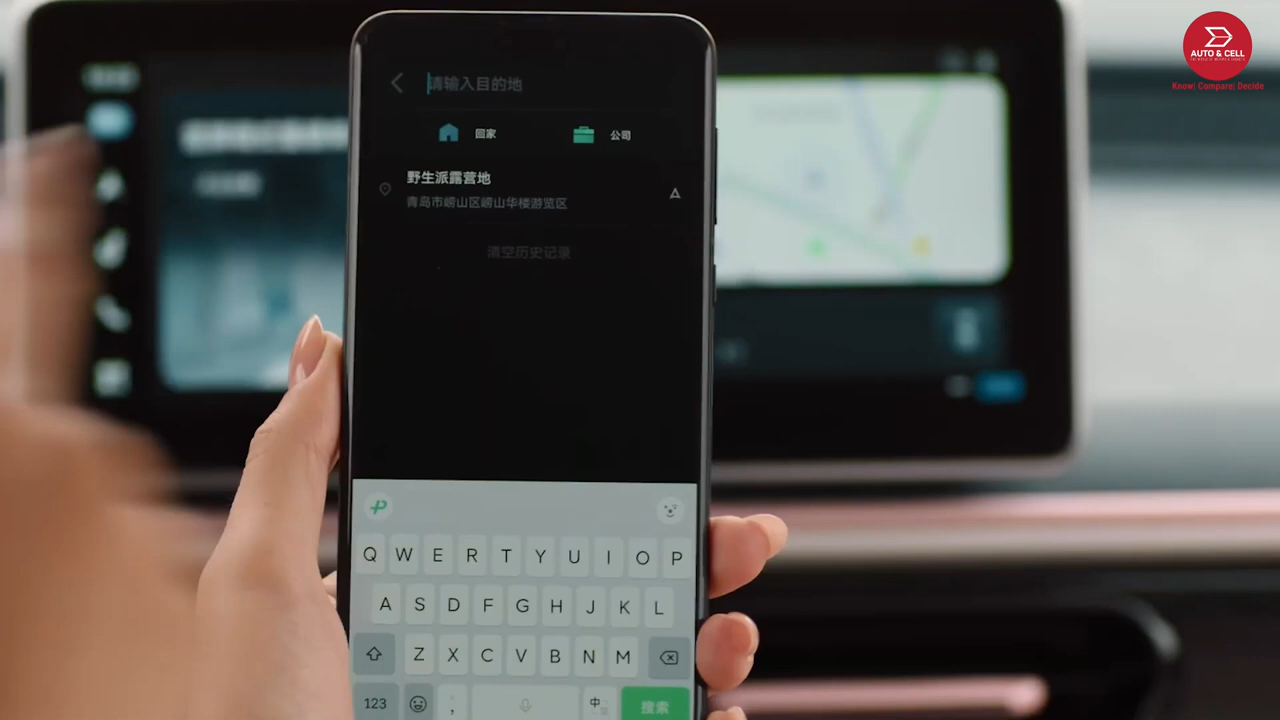 请输入目的地
回家
公司
野生派露营地
青岛市崂山区崂山华楼游览区
清空历史记录
Q W E R T Y U I O P
A S D F G H J K L
Z X C V B N M
123
,
中
搜索
AUTO & CELL
Know| Compare| Decide